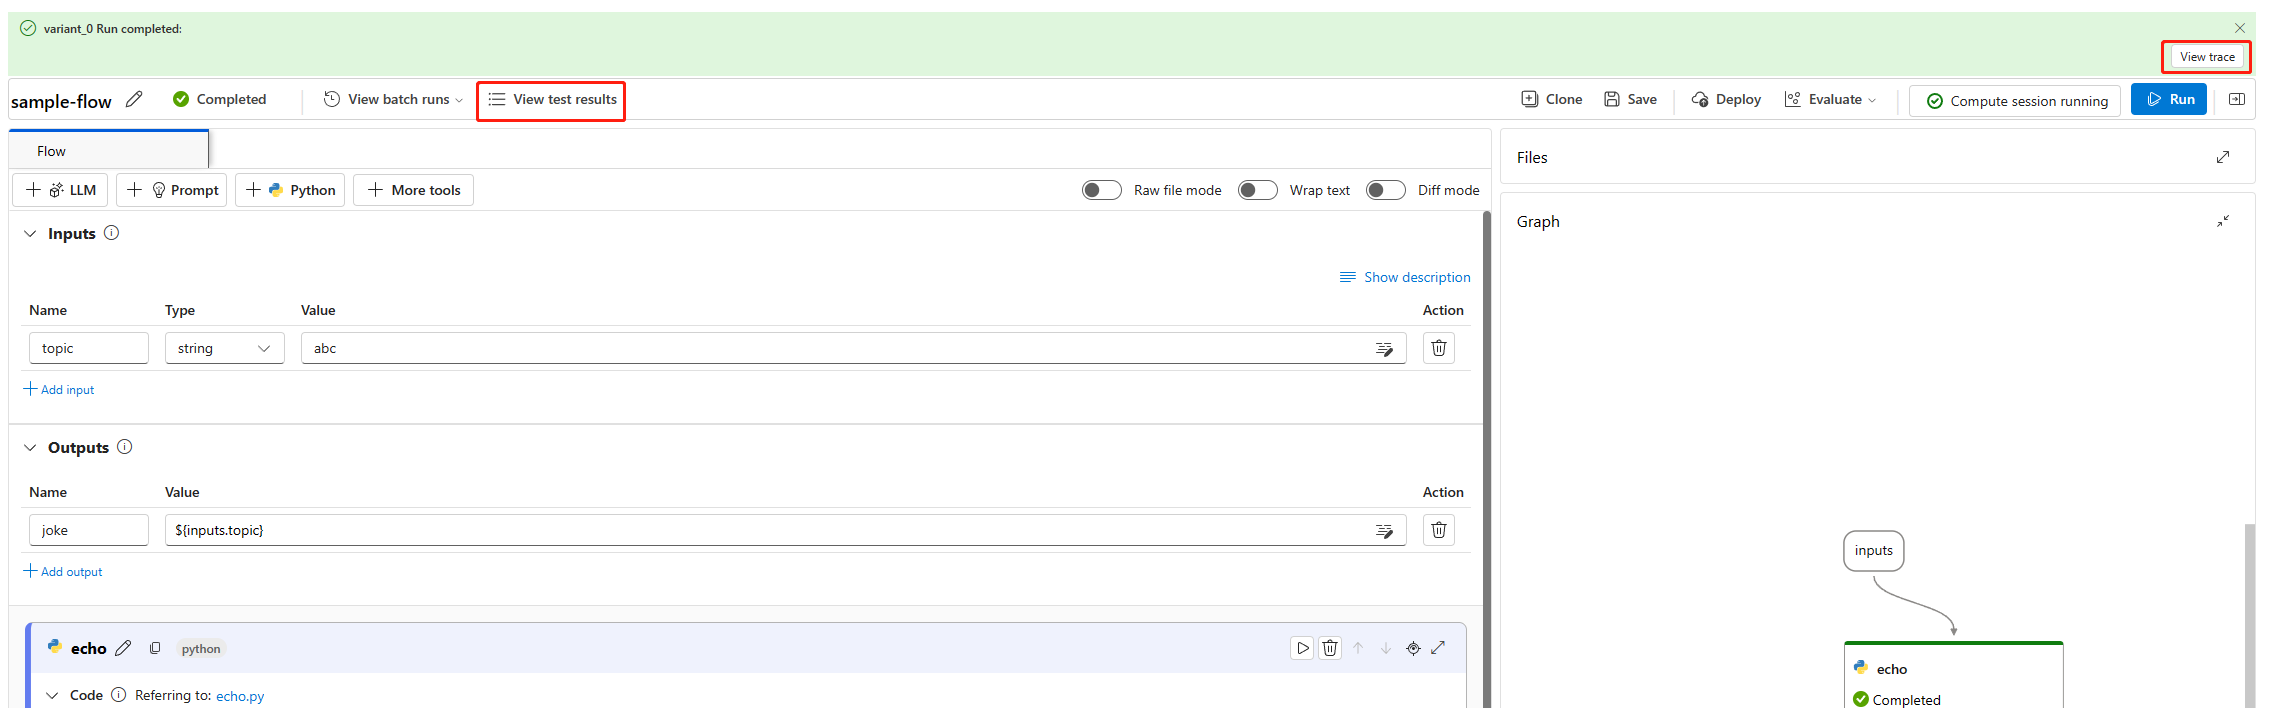 variant_0 Run completed:
View trace
sample-flow Completed View batch runs View test results Clone Save Deploy Evaluate Compute session running Run
Flow
Files
LLM Prompt Python More tools Raw file mode Wrap text Diff mode
Graph
Inputs
Show description
Name Type Value Action
topic string abc
Add input
Outputs
Name Value Action
joke ${inputs.topic}
Add output
inputs
echo python
echo
Code Referring to: echo.py
Completed